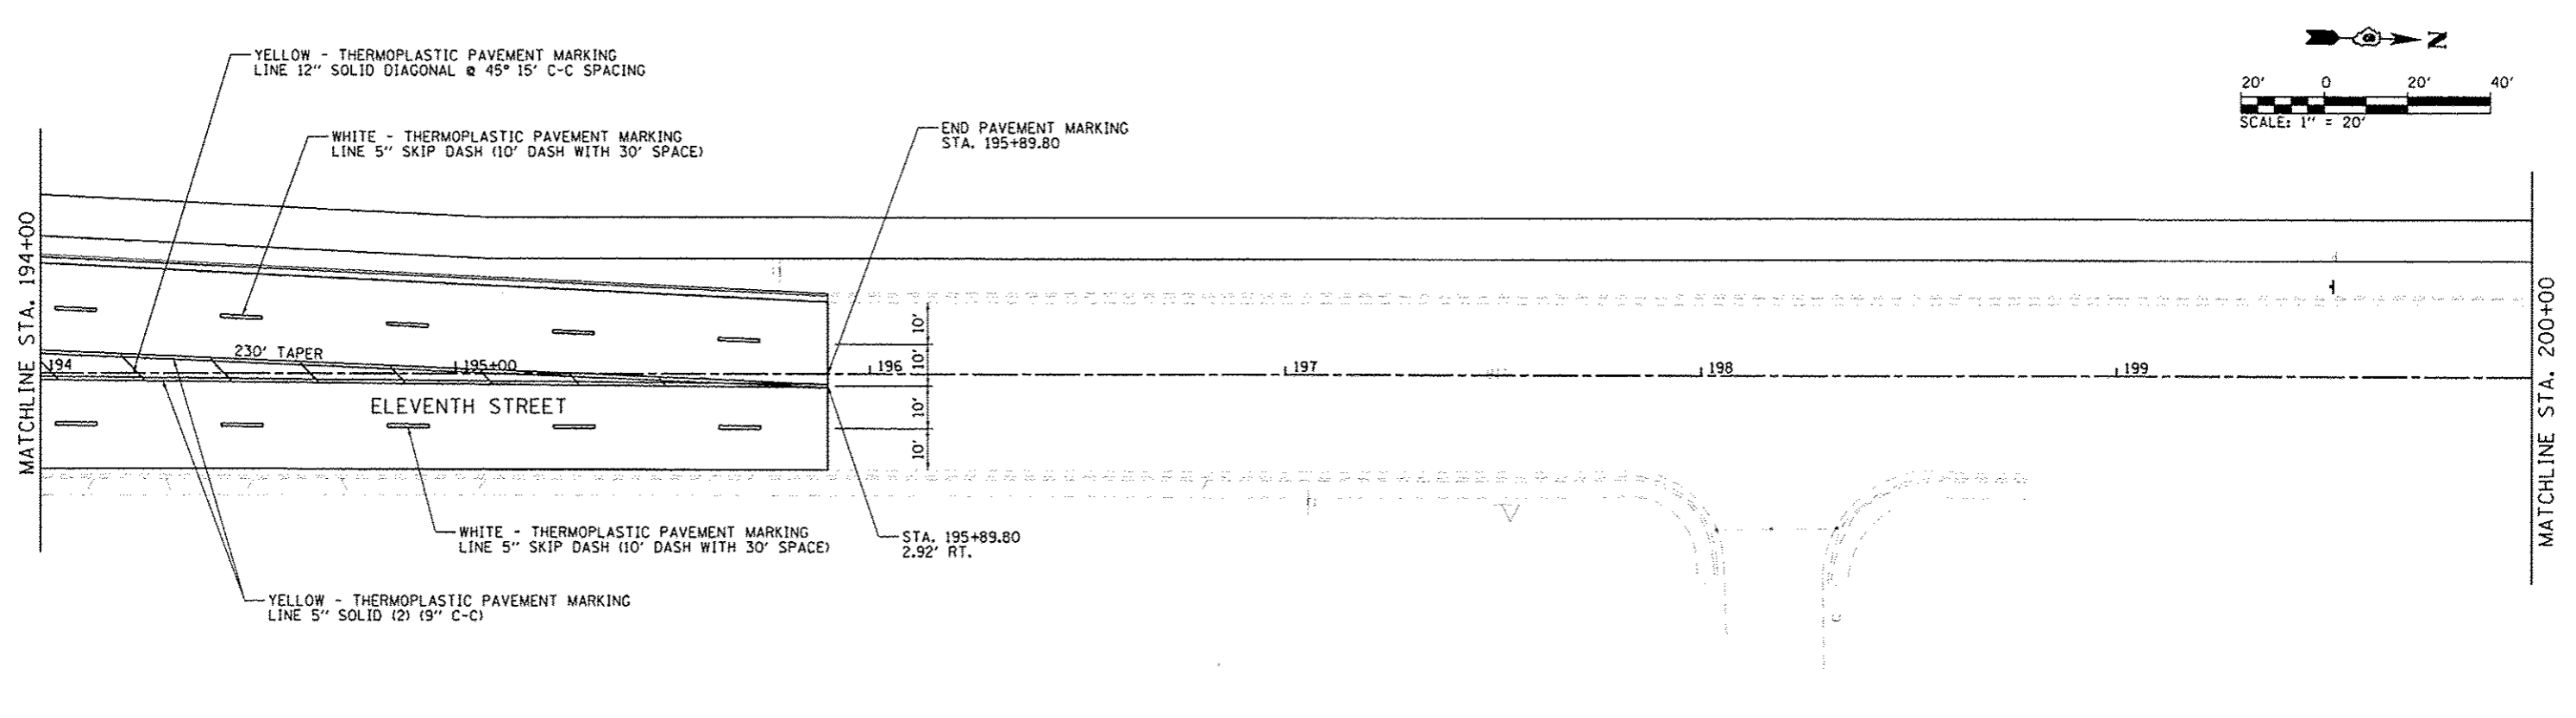 YELLOW - THERMOPLASTIC PAVEMENT MARKING
LINE 12" SOLID DIAGONAL @ 45° 15' C-C SPACING
WHITE - THERMOPLASTIC PAVEMENT MARKING
LINE 5" SKIP DASH (10' DASH WITH 30' SPACE)
END PAVEMENT MARKING
STA. 195+89.80
N
20' 0 20' 40'
SCALE: 1" = 20'
MATCHLINE STA. 194+00
230' TAPER
194
195+00
196
197
198
199
10'
10'
10'
10'
ELEVENTH STREET
MATCHLINE STA. 200+00
WHITE - THERMOPLASTIC PAVEMENT MARKING
LINE 5" SKIP DASH (10' DASH WITH 30' SPACE)
STA. 195+89.80
2.92' RT.
YELLOW - THERMOPLASTIC PAVEMENT MARKING
LINE 5" SOLID (2) (9" C-C)